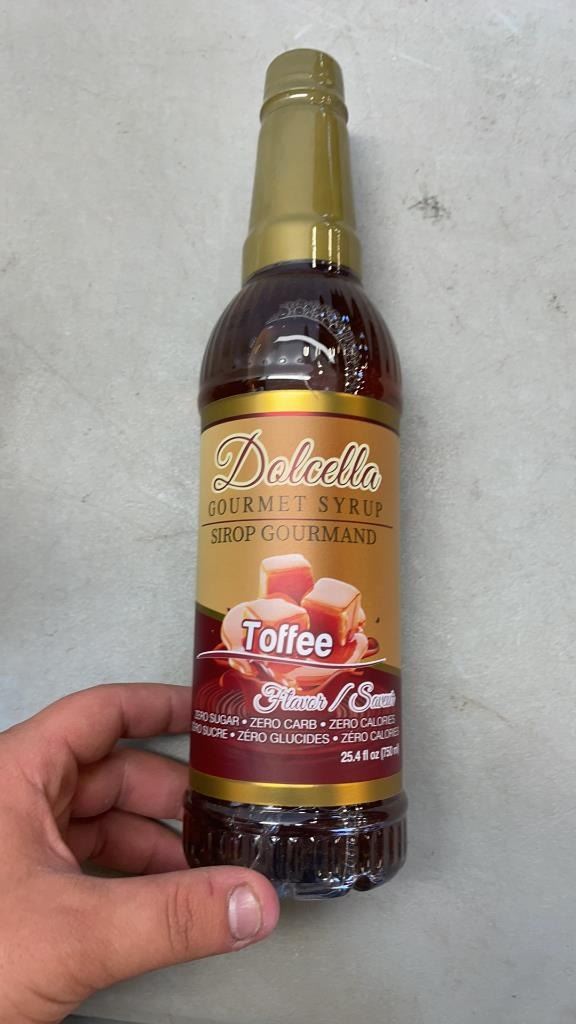 Dolcella
GOURMET SYRUP
SIROP GOURMAND
Toffee
Flavor / Saveur
ZERO SUGAR • ZERO CARB • ZERO CALORIES
ZÉRO SUCRE • ZÉRO GLUCIDES • ZÉRO CALORIES
25.4 fl oz (750 ml)